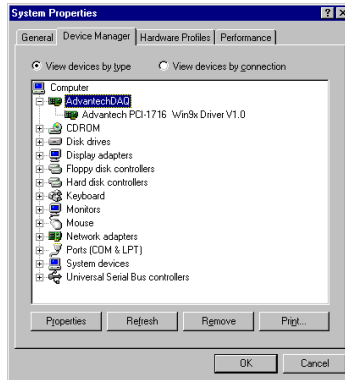 System Properties
General Device Manager Hardware Profiles Performance
View devices by type View devices by connection
Computer
AdvantechDAQ
Advantech PCI-1716 Win9x Driver V1.0
CDROM
Disk drives
Display adapters
Floppy disk controllers
Hard disk controllers
Keyboard
Monitors
Mouse
Network adapters
Ports (COM & LPT)
System devices
Universal Serial Bus controllers
Properties Refresh Remove Print...
OK Cancel